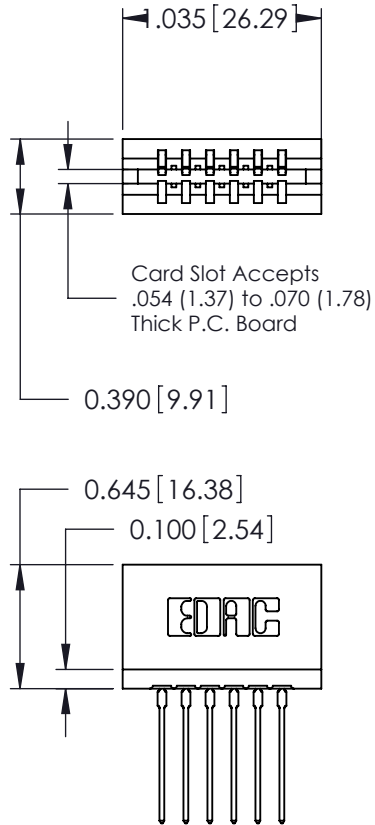 1.035 [26.29]
Card Slot Accepts
.054 (1.37) to .070 (1.78)
Thick P.C. Board
0.390 [9.91]
0.645 [16.38]
0.100 [2.54]
EDAC